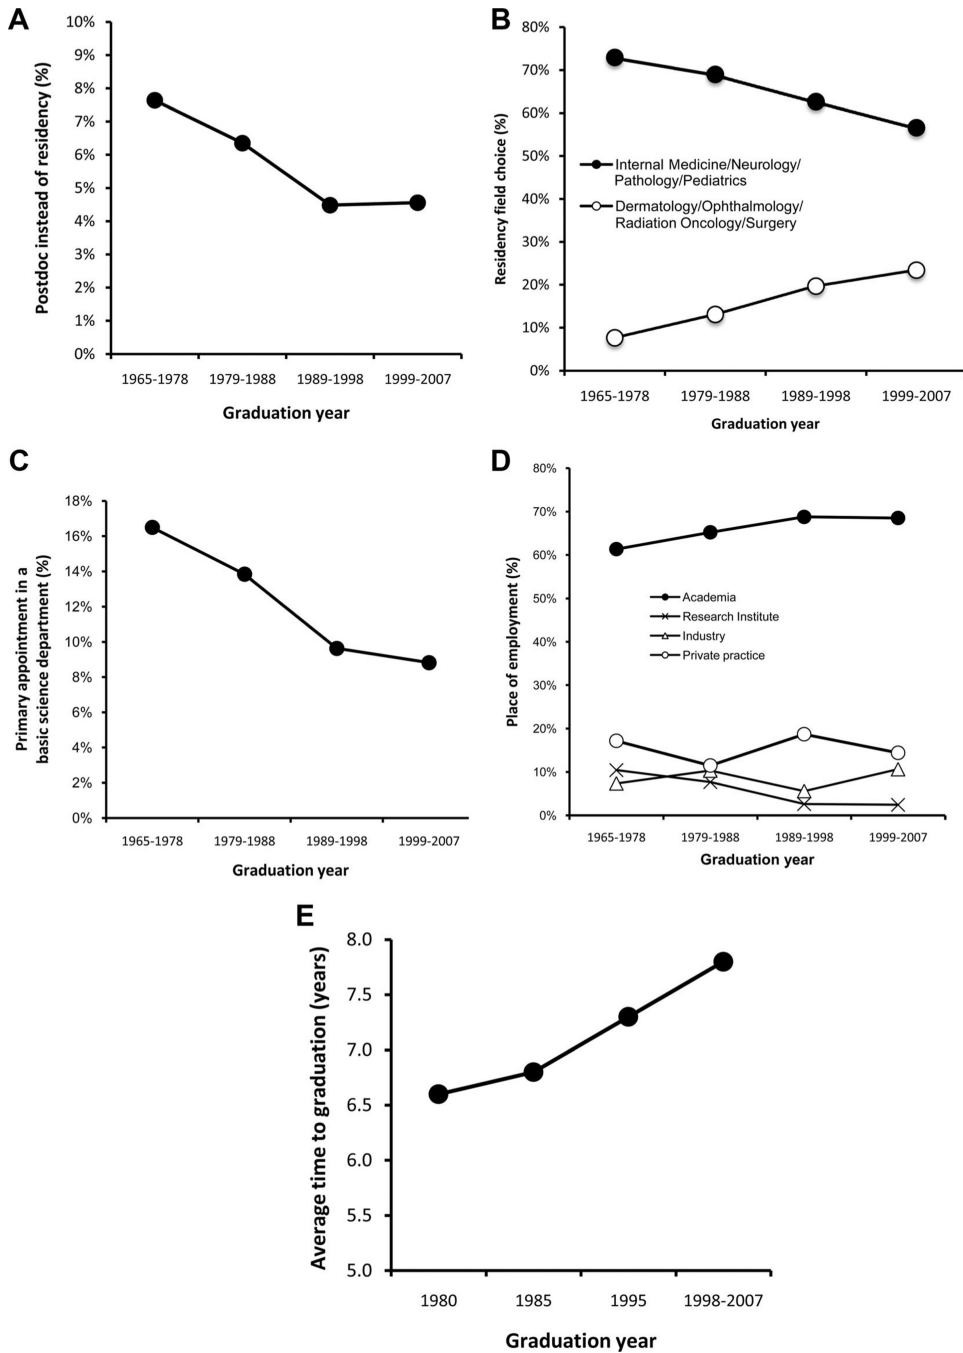 A
Postdoc instead of residency (%)
10%
9%
8%
7%
6%
5%
4%
3%
2%
1%
0%
1965-1978 1979-1988 1989-1998 1999-2007
Graduation year
B
Residency field choice (%)
80%
70%
60%
50%
40%
30%
20%
10%
0%
Internal Medicine/Neurology/
Pathology/Pediatrics
Dermatology/Ophthalmology/
Radiation Oncology/Surgery
1965-1978 1979-1988 1989-1998 1999-2007
Graduation year
C
Primary appointment in a
basic science department (%)
18%
16%
14%
12%
10%
8%
6%
4%
2%
0%
1965-1978 1979-1988 1989-1998 1999-2007
Graduation year
D
Place of employment (%)
80%
70%
60%
50%
40%
30%
20%
10%
0%
Academia
Research Institute
Industry
Private practice
1965-1978 1979-1988 1989-1998 1999-2007
Graduation year
E
Average time to graduation (years)
8.0
7.5
7.0
6.5
6.0
5.5
5.0
1980 1985 1995 1998-2007
Graduation year